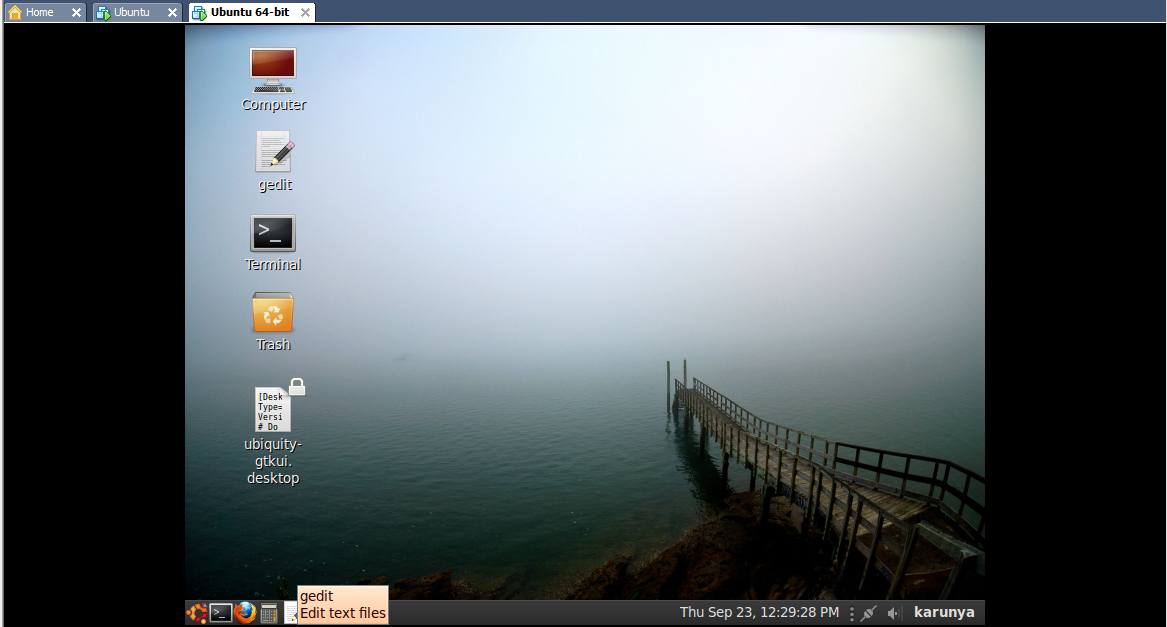 Home
Ubuntu
Ubuntu 64-bit
Computer
gedit
>_
Terminal
Trash
[Desk
Type=
Versi
# Do
ubiquity-
gtkui.
desktop
gedit
Edit text files
Thu Sep 23, 12:29:28 PM
karunya